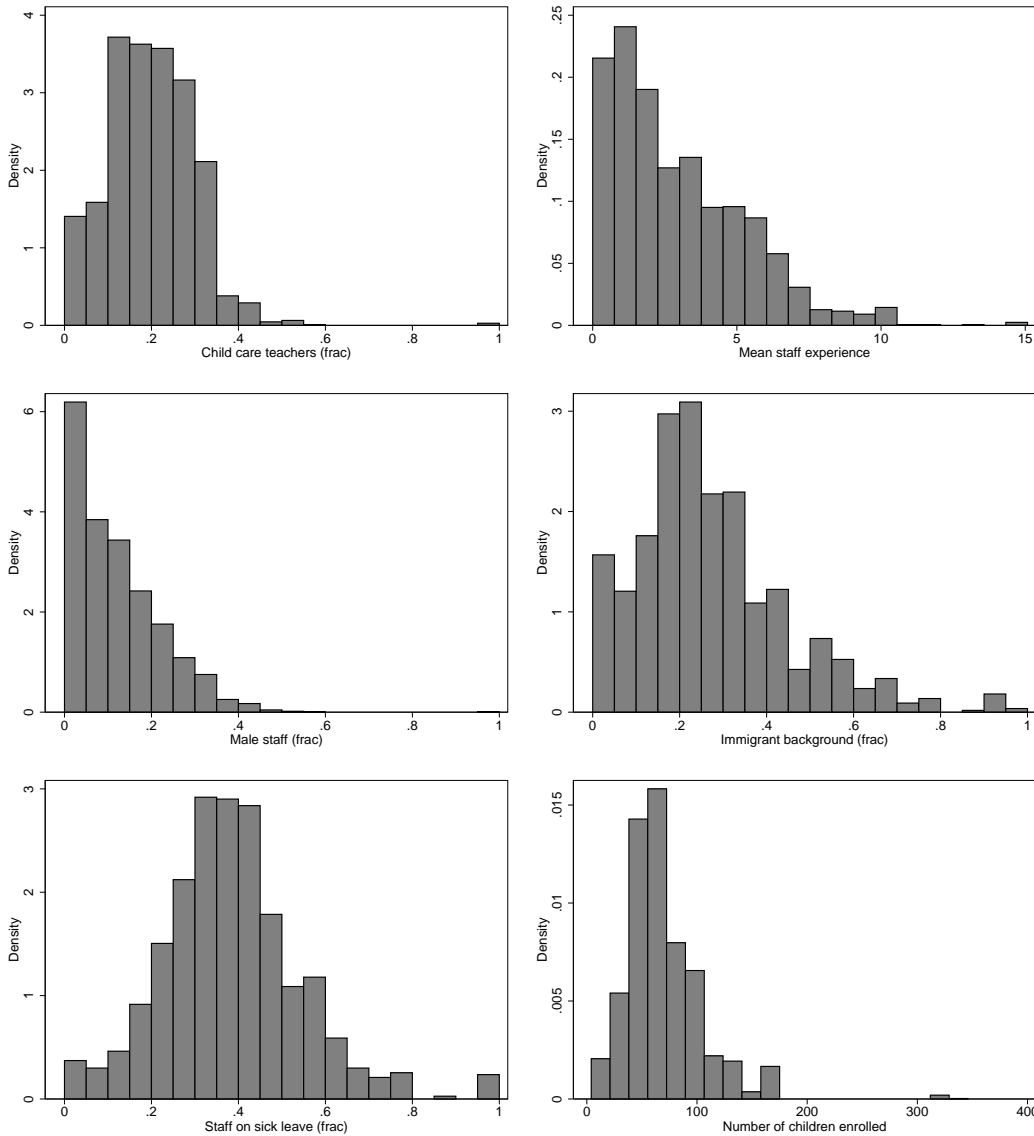 0
1
2
3
4
Density
0 .2 .4 .6 .8 1
Child care teachers (frac)
0
.05
.1
.15
.2
.25
Density
0 5 10 15
Mean staff experience
0
2
4
6
Density
0 .2 .4 .6 .8 1
Male staff (frac)
0
1
2
3
Density
0 .2 .4 .6 .8 1
Immigrant background (frac)
0
1
2
3
Density
0 .2 .4 .6 .8 1
Staff on sick leave (frac)
0
.005
.01
.015
Density
0 100 200 300 400
Number of children enrolled